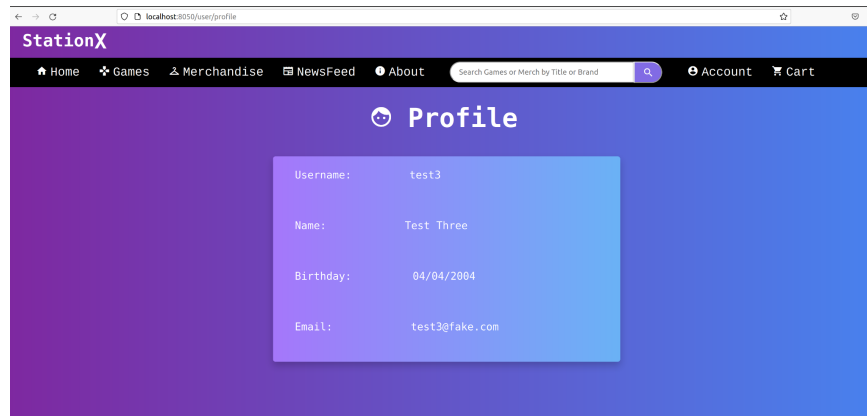 localhost:8050/user/profile
StationX
Home Games Merchandise NewsFeed About Search Games or Merch by Title or Brand Account Cart
Profile
Username: test3
Name: Test Three
Birthday: 04/04/2004
Email: test3@fake.com